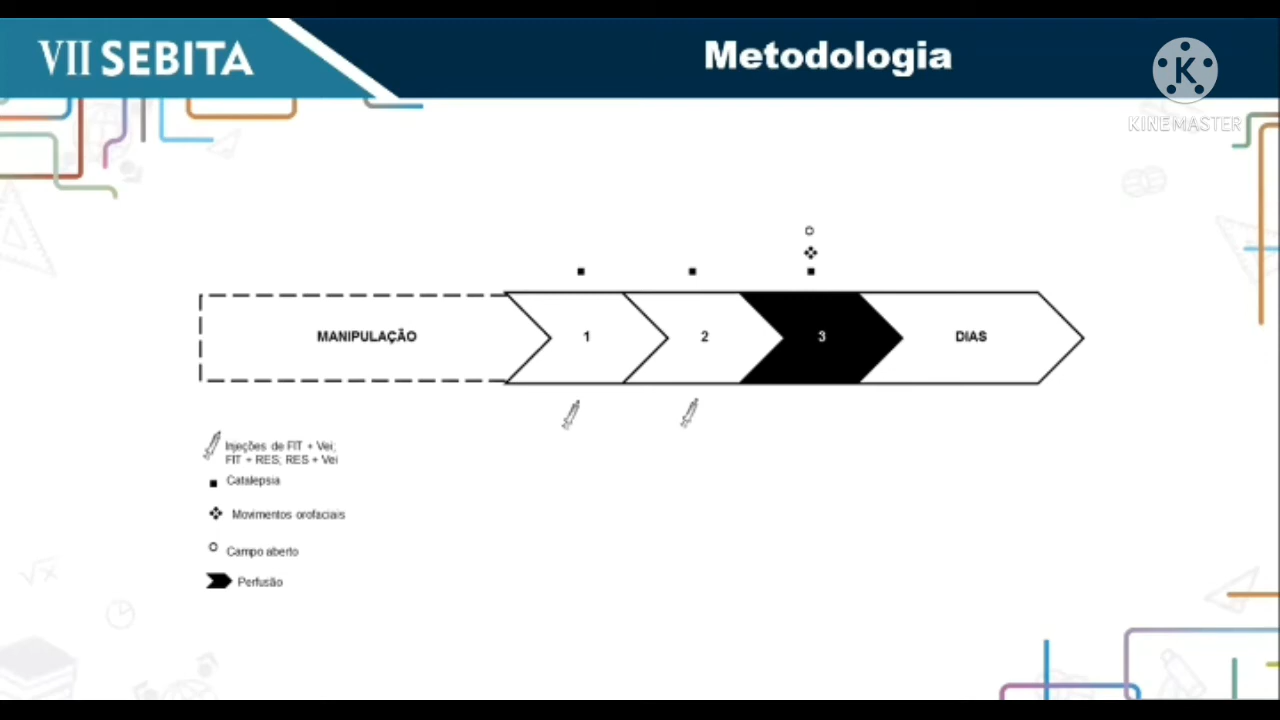 VII SEBITA
Metodologia
K
KINEMASTER
MANIPULAÇÃO
1
2
3
DIAS
Injeções de FIT + Vei;
FIT + RES; RES + Vei
Catalepsia
Movimentos orofaciais
Campo aberto
Perfusão